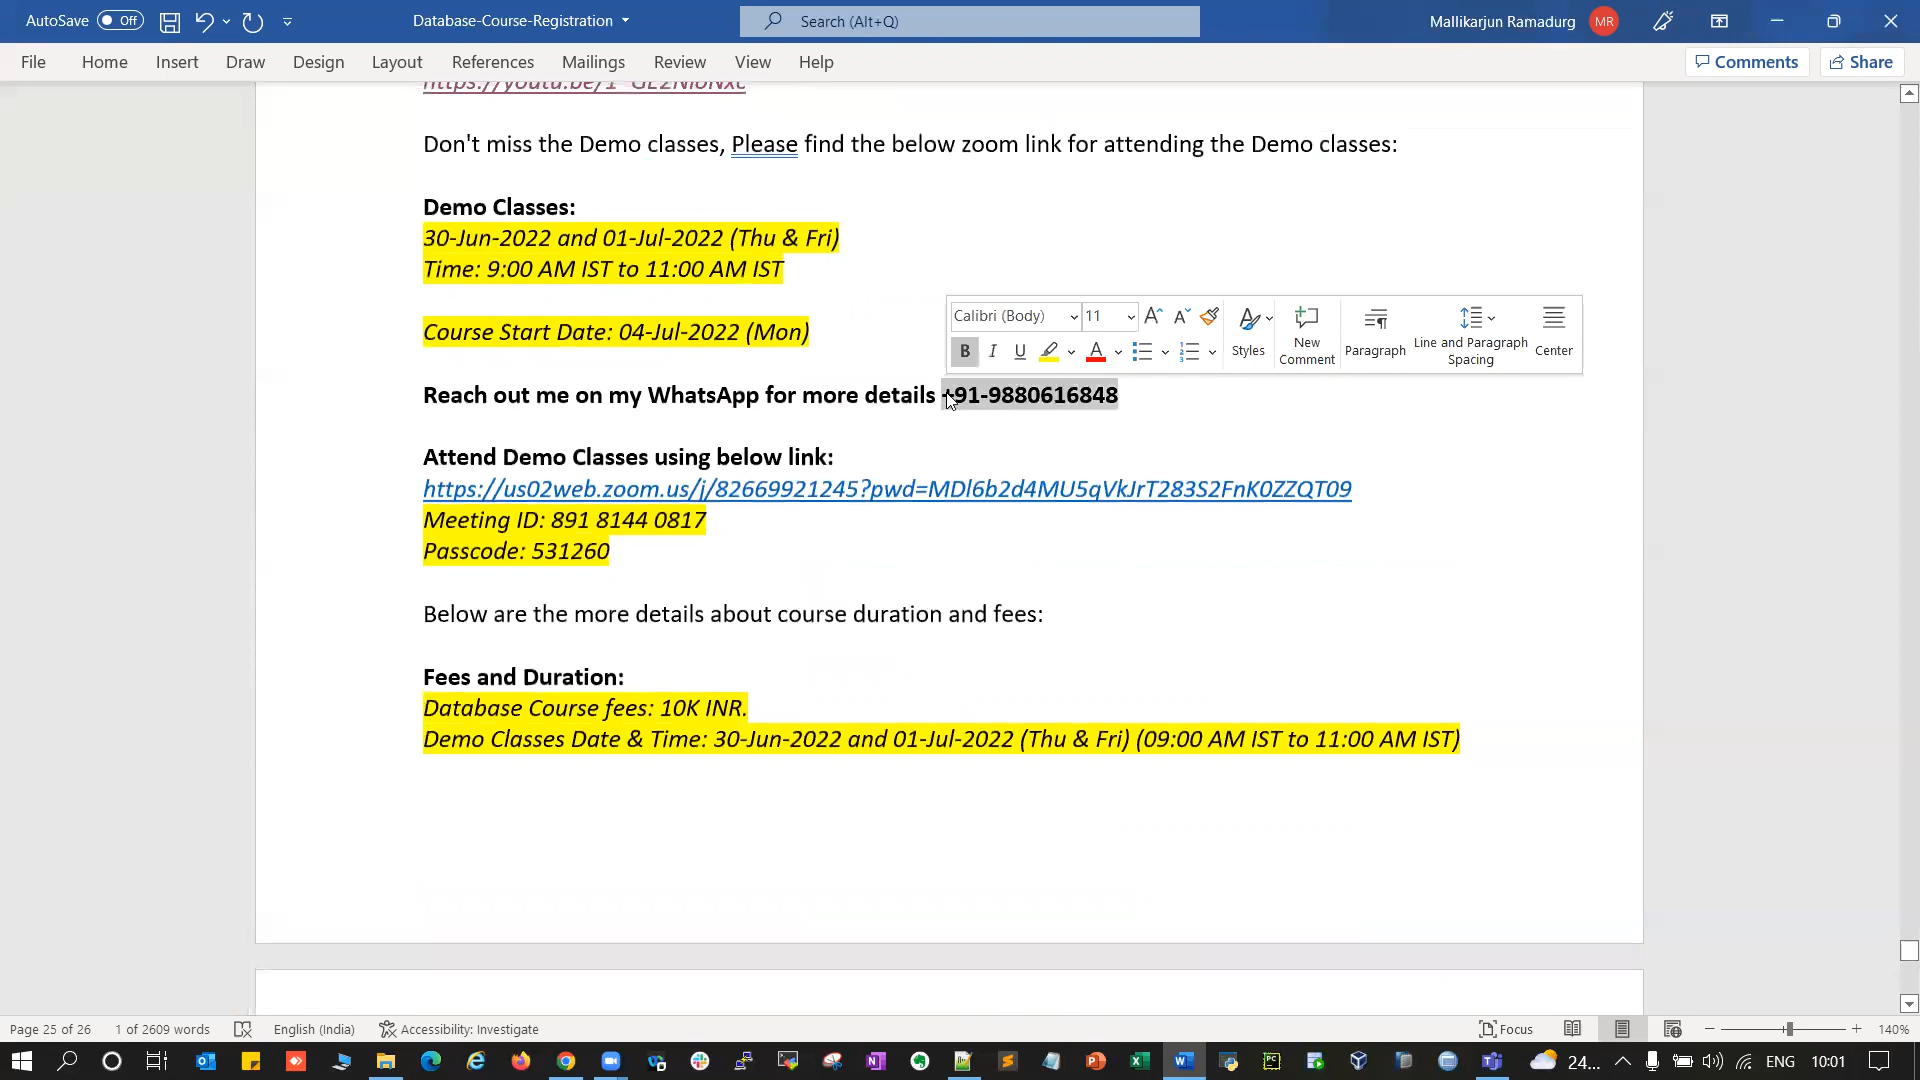 AutoSave Off Database-Course-Registration Search (Alt+Q) Mallikarjun Ramadurg MR
File Home Insert Draw Design Layout References Mailings Review View Help Comments Share
Don't miss the Demo classes, Please find the below zoom link for attending the Demo classes:
Demo Classes:
30-Jun-2022 and 01-Jul-2022 (Thu & Fri)
Time: 9:00 AM IST to 11:00 AM IST
Calibri (Body) 11
Course Start Date: 04-Jul-2022 (Mon)
B I U A Styles New Comment Paragraph Line and Paragraph Spacing Center
Reach out me on my WhatsApp for more details +91-9880616848
Attend Demo Classes using below link:
https://us02web.zoom.us/j/82669921245?pwd=MDl6b2d4MU5qVkJrT283S2FnK0ZZQT09
Meeting ID: 891 8144 0817
Passcode: 531260
Below are the more details about course duration and fees:
Fees and Duration:
Database Course fees: 10K INR.
Demo Classes Date & Time: 30-Jun-2022 and 01-Jul-2022 (Thu & Fri) (09:00 AM IST to 11:00 AM IST)
Page 25 of 26 1 of 2609 words English (India) Accessibility: Investigate Focus 140%
24... ENG 10:01